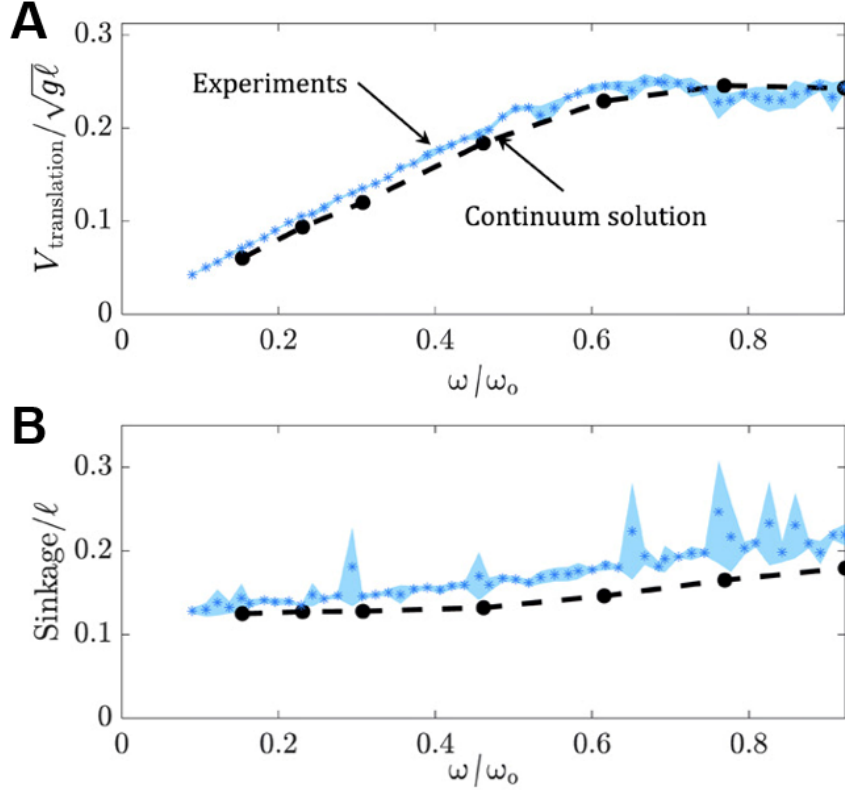 A
0.3
0.2
0.1
0
V_translation/√gℓ
Experiments
Continuum solution
0 0.2 0.4 0.6 0.8
ω/ω_o
B
0.3
0.2
0.1
0
Sinkage/ℓ
0 0.2 0.4 0.6 0.8
ω/ω_o